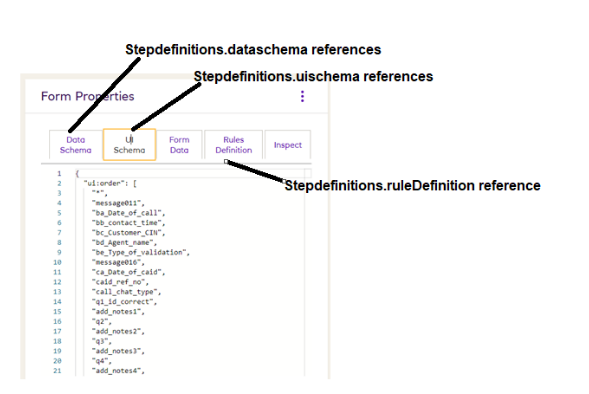 Stepdefinitions.dataschema references
Stepdefinitions.uischema references
Form Properties
Data Schema
UI Schema
Form Data
Rules Definition
Inspect
Stepdefinitions.ruleDefinition reference
1 {
2 "ui:order": [
3 "*",
4 "message011",
5 "ba_Date_of_call",
6 "bb_contact_time",
7 "bc_Customer_CIN",
8 "bd_Agent_name",
9 "be_Type_of_validation",
10 "message016",
11 "ca_Date_of_caid",
12 "caid_ref_no",
13 "call_chat_type",
14 "q1_id_correct",
15 "add_notes1",
16 "q2",
17 "add_notes2",
18 "q3",
19 "add_notes3",
20 "q4",
21 "add_notes4",